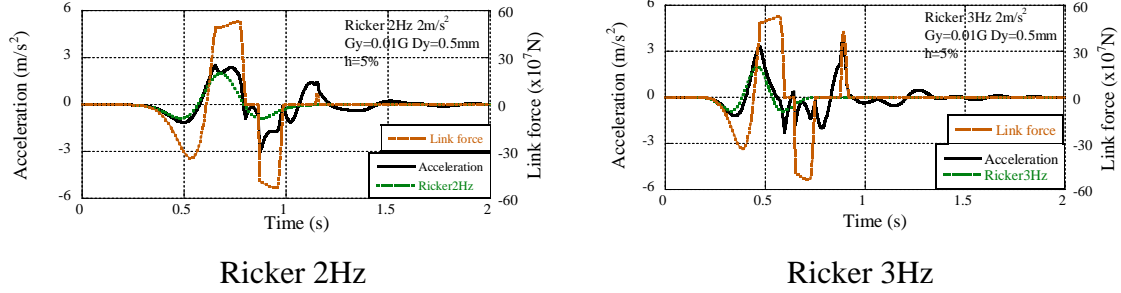 6
60
Ricker 2Hz 2m/s²
Gy=0.01G Dy=0.5mm
h=5%
3
30
0
0
-3
-30
-6
-60
Acceleration (m/s²)
Link force (x10⁷N)
Link force
Acceleration
Ricker2Hz
0
0.5
1
1.5
2
Time (s)
Ricker 2Hz
6
60
Ricker 3Hz 2m/s²
Gy=0.01G Dy=0.5mm
h=5%
3
30
0
0
-3
-30
-6
-60
Acceleration (m/s²)
Link force (x10⁷N)
Link force
Acceleration
Ricker3Hz
0
0.5
1
1.5
2
Time (s)
Ricker 3Hz